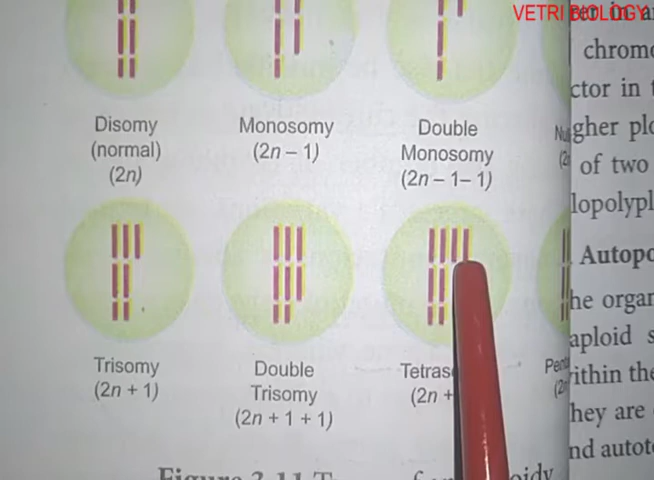 VETRI BIOLOGY
Disomy
(normal)
(2n)
Monosomy
(2n – 1)
Double
Monosomy
(2n – 1– 1)
Trisomy
(2n + 1)
Double
Trisomy
(2n + 1 + 1)
(2n +
in a
chromo
ctor in t
gher plo
of two
lopolypl
Autopo
he organ
aploid s
ithin the
hey are
nd autote